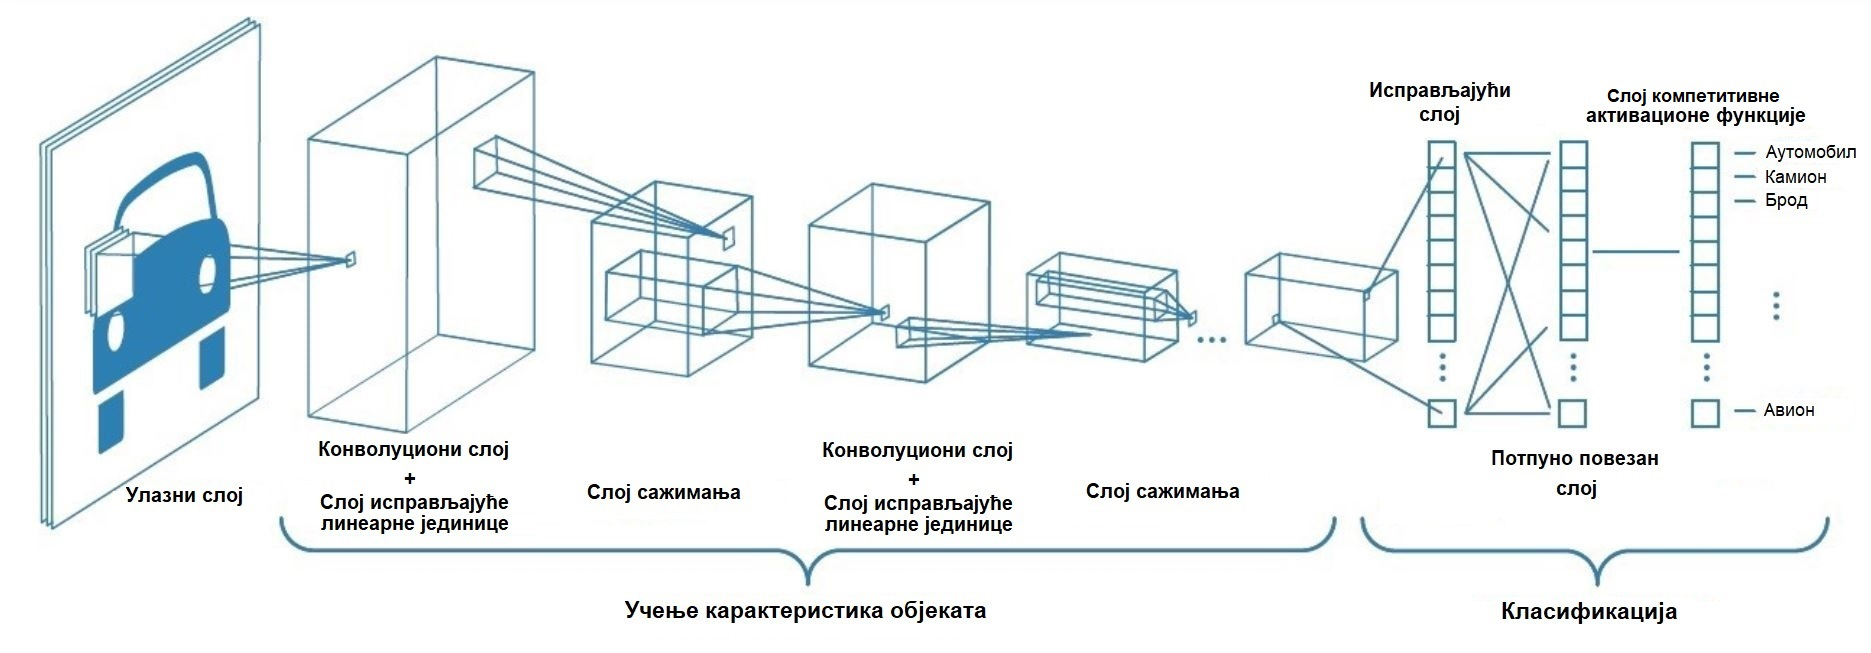 Исправљајући
слој
Слој компетитивне
активационе функције
Аутомобил
Камион
Брод
Авион
Улазни слој
Конволуциони слој
+
Слој исправљајуће
линеарне јединице
Слој сажимања
Конволуциони слој
+
Слој исправљајуће
линеарне јединице
Слој сажимања
Потпуно повезан
слој
Учење карактеристика објеката
Класификација